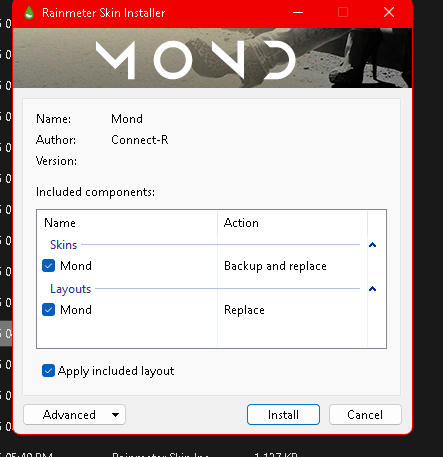 Rainmeter Skin Installer
MOND
Name: Mond
Author: Connect-R
Version:
Included components:
Name Action
Skins
Mond Backup and replace
Layouts
Mond Replace
Apply included layout
Advanced Install Cancel